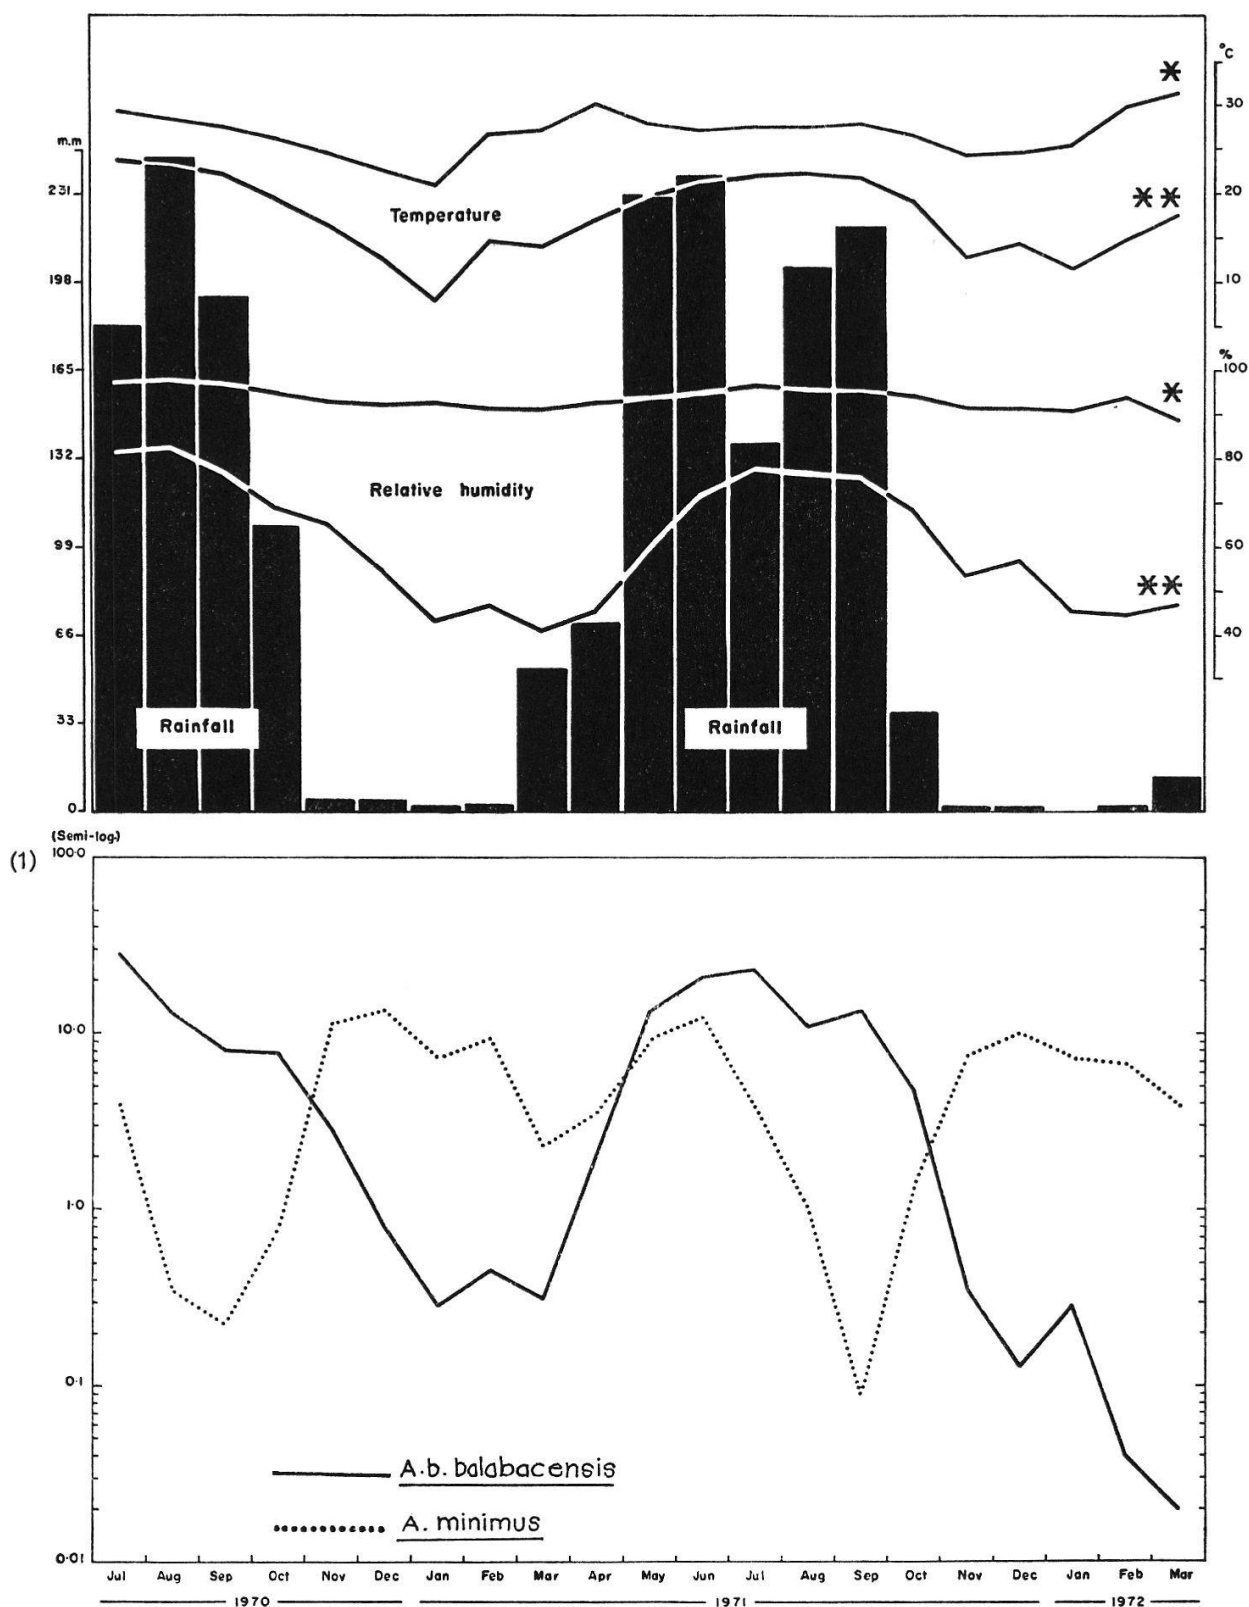 °C
*
30
m.m
231
20
Temperature
**
198
10
%
165
100
*
132
80
Relative humidity
99
60
**
66
40
33
Rainfall
Rainfall
0
(Semi-log.)
(1)
100·0
10·0
1·0
0·1
A.b. balabacensis
A. minimus
0·01
Jul Aug Sep Oct Nov Dec Jan Feb Mar Apr May Jun Jul Aug Sep Oct Nov Dec Jan Feb Mar
1970 1971 1972